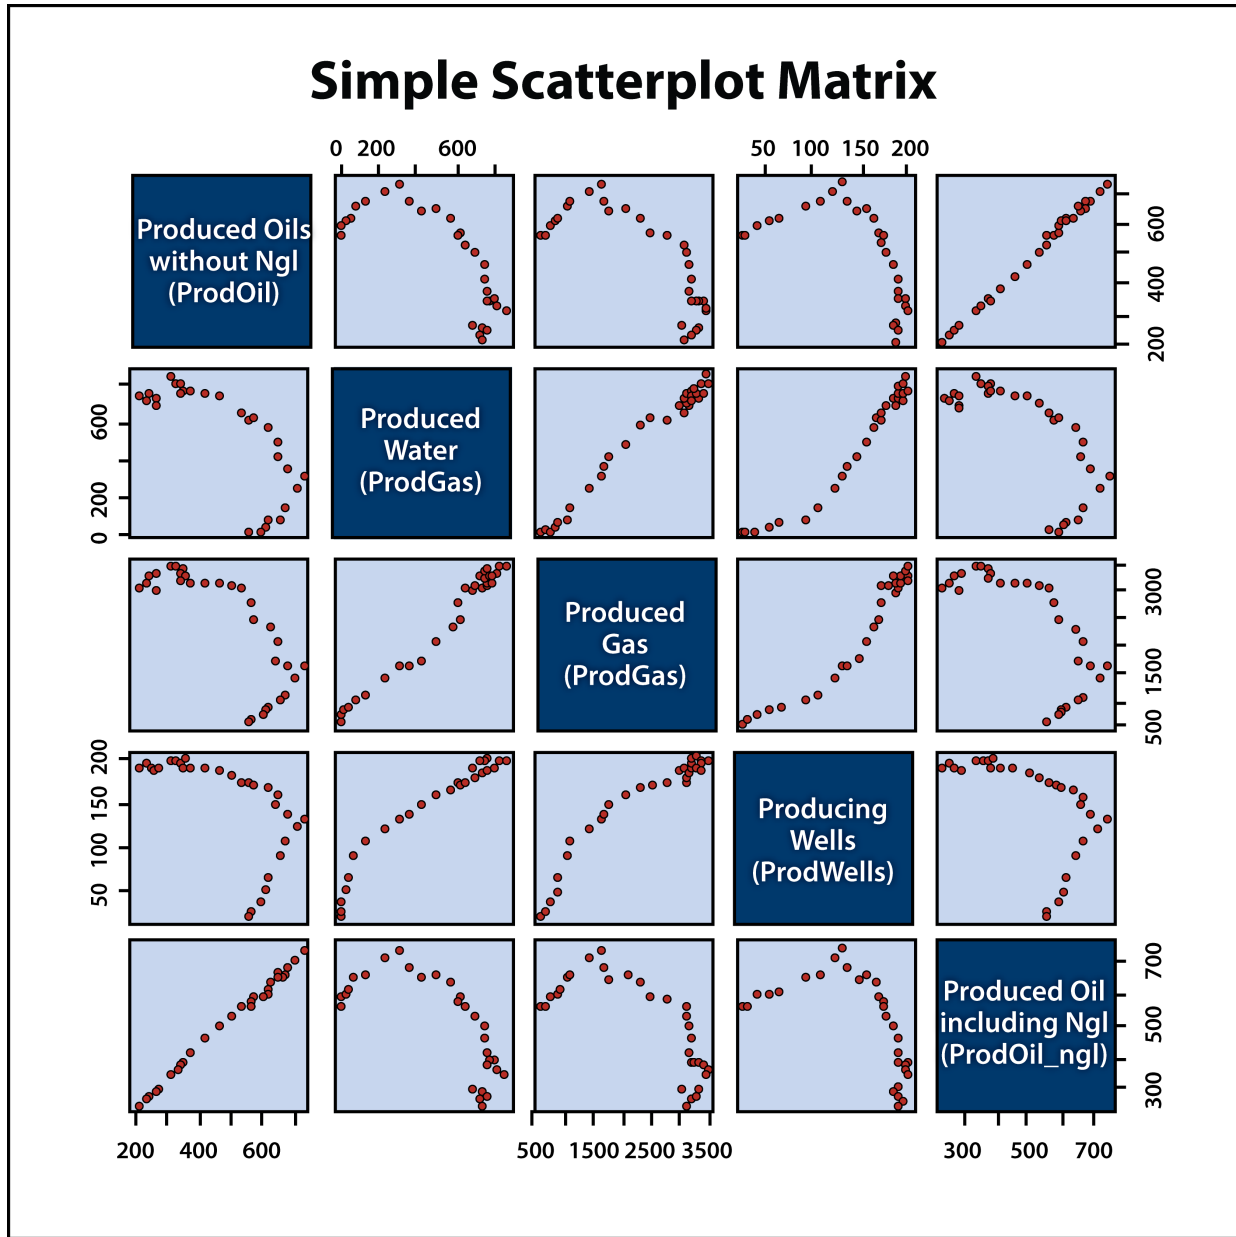 Simple Scatterplot Matrix
0 200 600
50 100 150 200
Produced Oils
without Ngl
(ProdOil)
600
400
200
600
200
0
Produced
Water
(ProdGas)
Produced
Gas
(ProdGas)
3000
1500
500
200
150
100
50
Producing
Wells
(ProdWells)
Produced Oil
including Ngl
(ProdOil_ngl)
700
500
300
200 400 600
500 1500 2500 3500
300 500 700